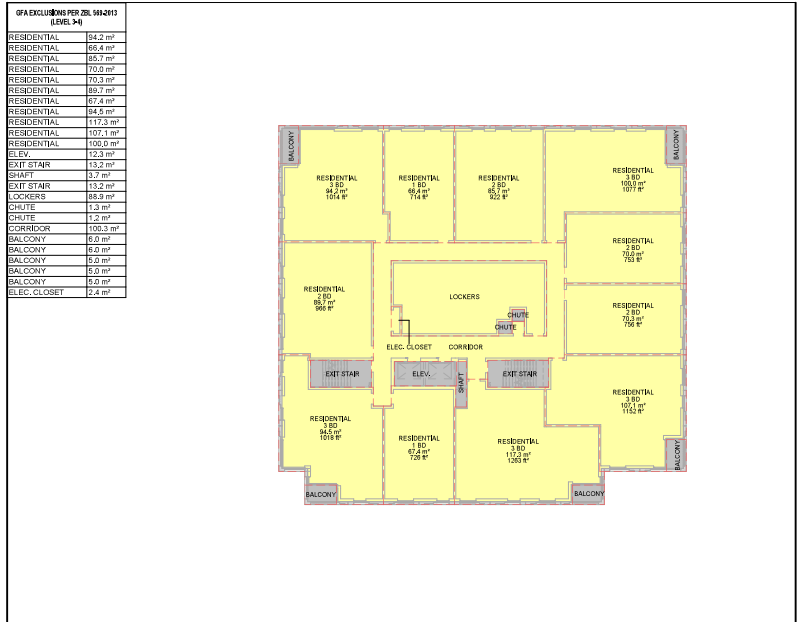 GFA EXCLUSIONS PER ZBL 569-2013
(LEVEL 3-4)
RESIDENTIAL 94.2 m²
RESIDENTIAL 66.4 m²
RESIDENTIAL 85.7 m²
RESIDENTIAL 70.0 m²
RESIDENTIAL 70.3 m²
RESIDENTIAL 89.7 m²
RESIDENTIAL 67.4 m²
RESIDENTIAL 94.5 m²
RESIDENTIAL 117.3 m²
RESIDENTIAL 107.1 m²
RESIDENTIAL 100.0 m²
ELEV. 12.3 m²
EXIT STAIR 13.2 m²
SHAFT 3.7 m²
EXIT STAIR 13.2 m²
LOCKERS 88.9 m²
CHUTE 1.3 m²
CHUTE 1.2 m²
CORRIDOR 100.3 m²
BALCONY 6.0 m²
BALCONY 6.0 m²
BALCONY 5.0 m²
BALCONY 5.0 m²
BALCONY 5.0 m²
ELEC. CLOSET 2.4 m²
BALCONY
RESIDENTIAL
3 BD
94.2 m²
1014 ft²
RESIDENTIAL
1 BD
66.4 m²
714 ft²
RESIDENTIAL
2 BD
85.7 m²
922 ft²
RESIDENTIAL
3 BD
100.0 m²
1077 ft²
BALCONY
RESIDENTIAL
2 BD
70.0 m²
753 ft²
RESIDENTIAL
2 BD
89.7 m²
966 ft²
LOCKERS
CHUTE
CHUTE
RESIDENTIAL
2 BD
70.3 m²
756 ft²
ELEC. CLOSET
CORRIDOR
EXIT STAIR
ELEV.
SHAFT
EXIT STAIR
RESIDENTIAL
3 BD
107.1 m²
1152 ft²
RESIDENTIAL
3 BD
94.5 m²
1018 ft²
RESIDENTIAL
1 BD
67.4 m²
726 ft²
RESIDENTIAL
3 BD
117.3 m²
1263 ft²
BALCONY
BALCONY
BALCONY